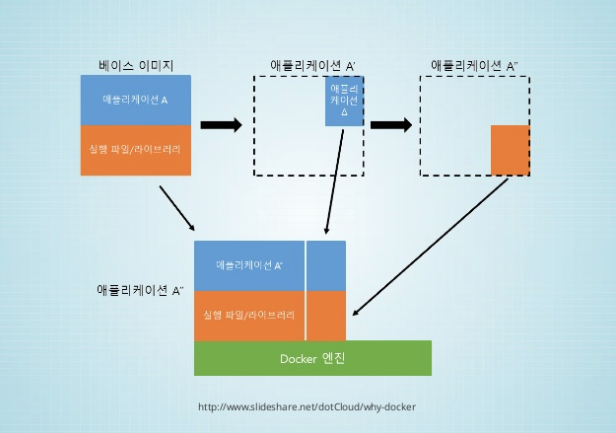 베이스 이미지
애플리케이션 A'
애플리케이션 A"
애플리케이션 A
애플리
케이션
Δ
실행 파일/라이브러리
애플리케이션 A'
애플리케이션 A"
실행 파일/라이브러리
Docker 엔진
http://www.slideshare.net/dotCloud/why-docker